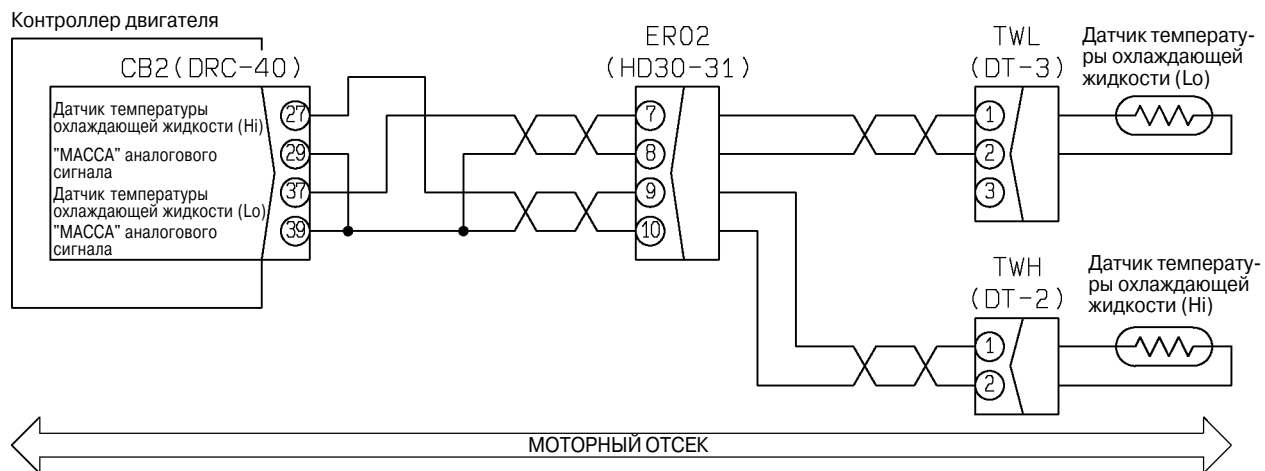 Контроллер двигателя
CB2(DRC-40)
Датчик температуры
охлаждающей жидкости (Hi)
27
"МАССА" аналогового
сигнала
29
Датчик температуры
охлаждающей жидкости (Lo)
37
"МАССА" аналогового
сигнала
39
ER02
(HD30-31)
7
8
9
10
TWL
(DT-3)
1
2
3
Датчик температу-
ры охлаждающей
жидкости (Lo)
TWH
(DT-2)
1
2
Датчик температу-
ры охлаждающей
жидкости (Hi)
МОТОРНЫЙ ОТСЕК